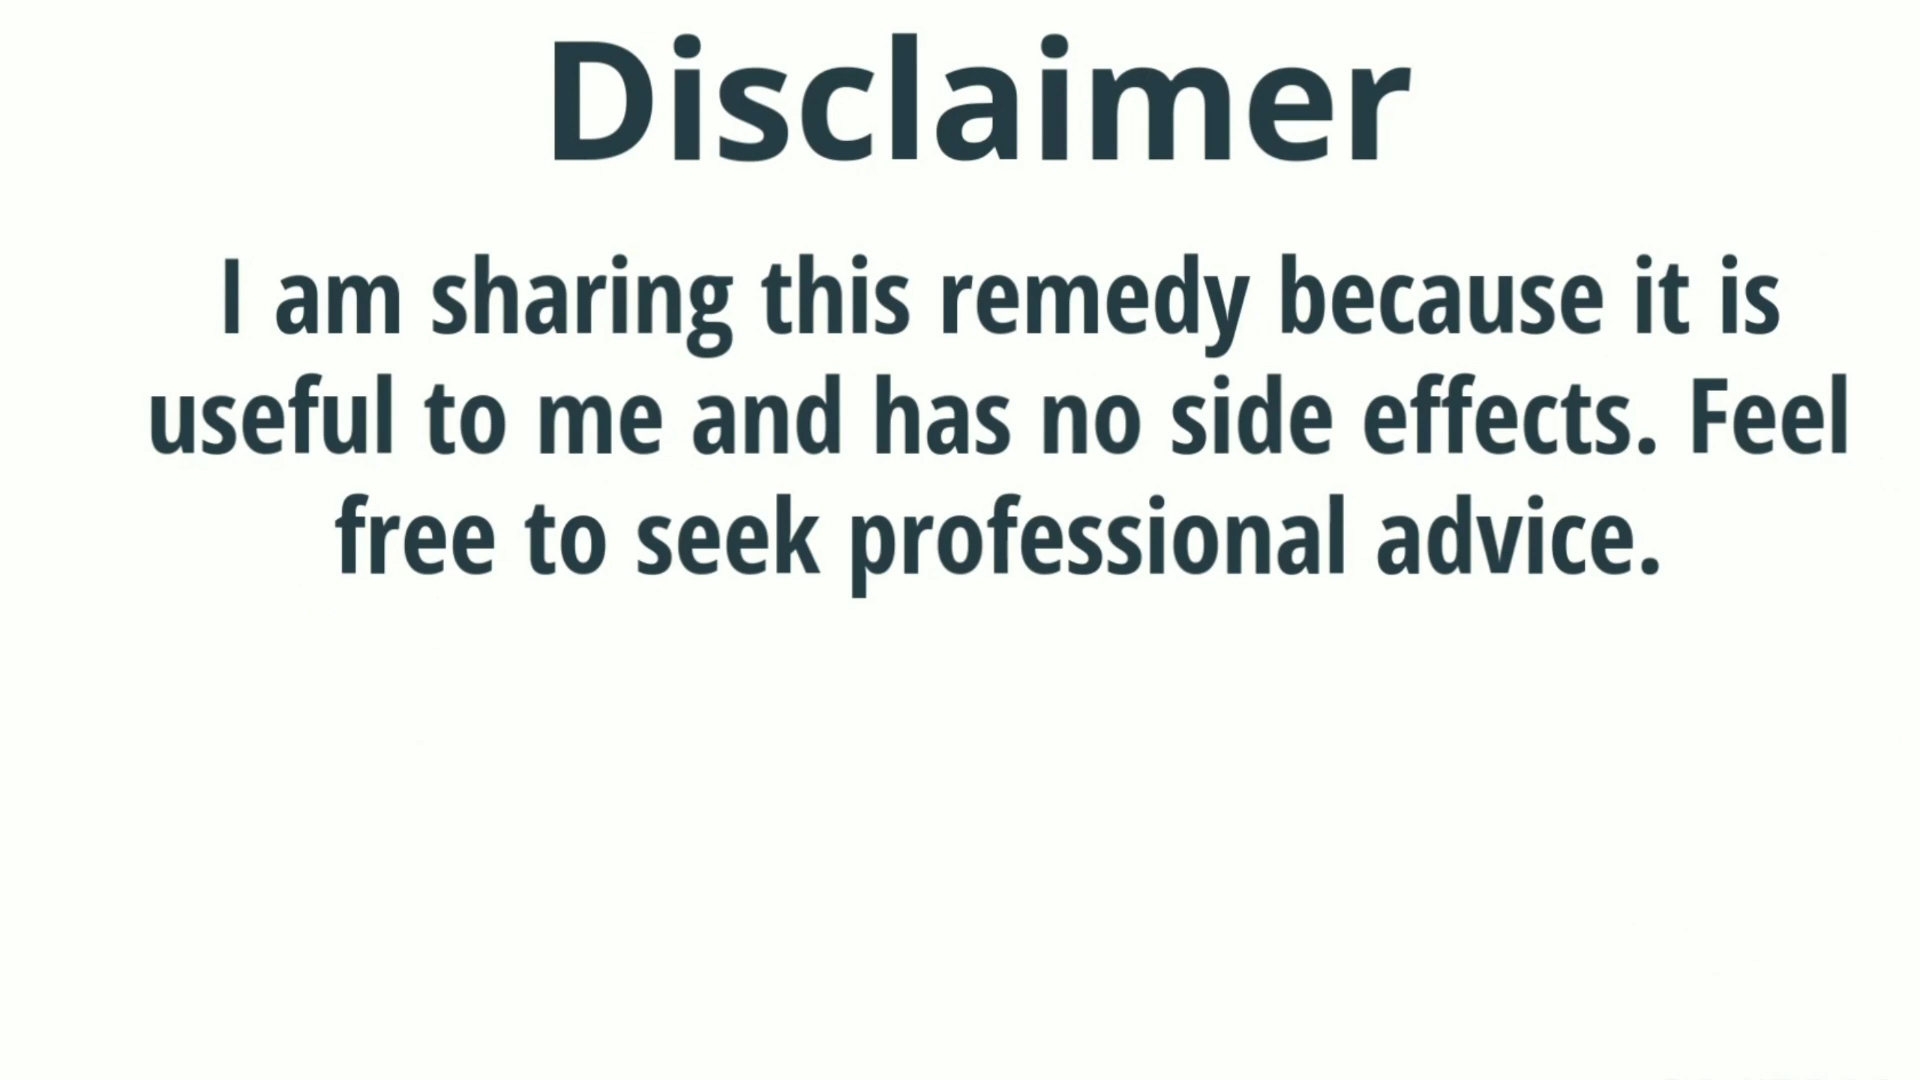 Disclaimer
I am sharing this remedy because it is
useful to me and has no side effects. Feel
free to seek professional advice.